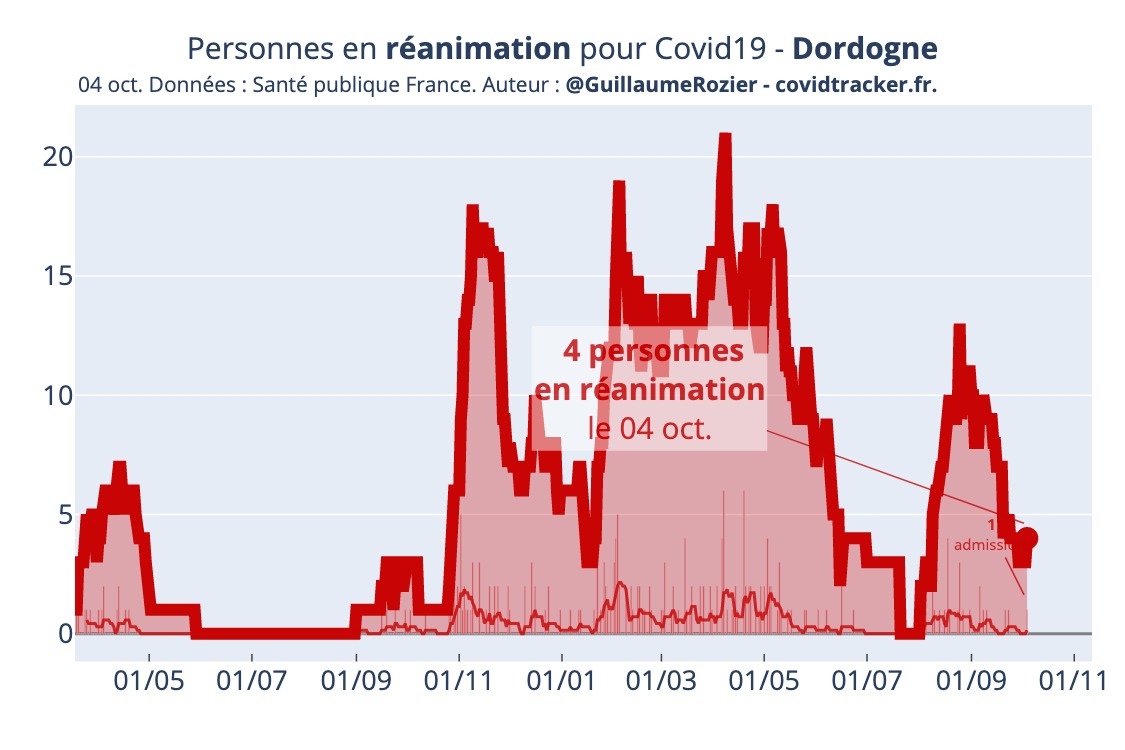 Personnes en réanimation pour Covid19 - Dordogne
04 oct. Données : Santé publique France. Auteur : @GuillaumeRozier - covidtracker.fr.
20
15
10
5
0
4 personnes
en réanimation
le 04 oct.
1
01/05 01/07 01/09 01/11 01/01 01/03 01/05 01/07 01/09 01/11